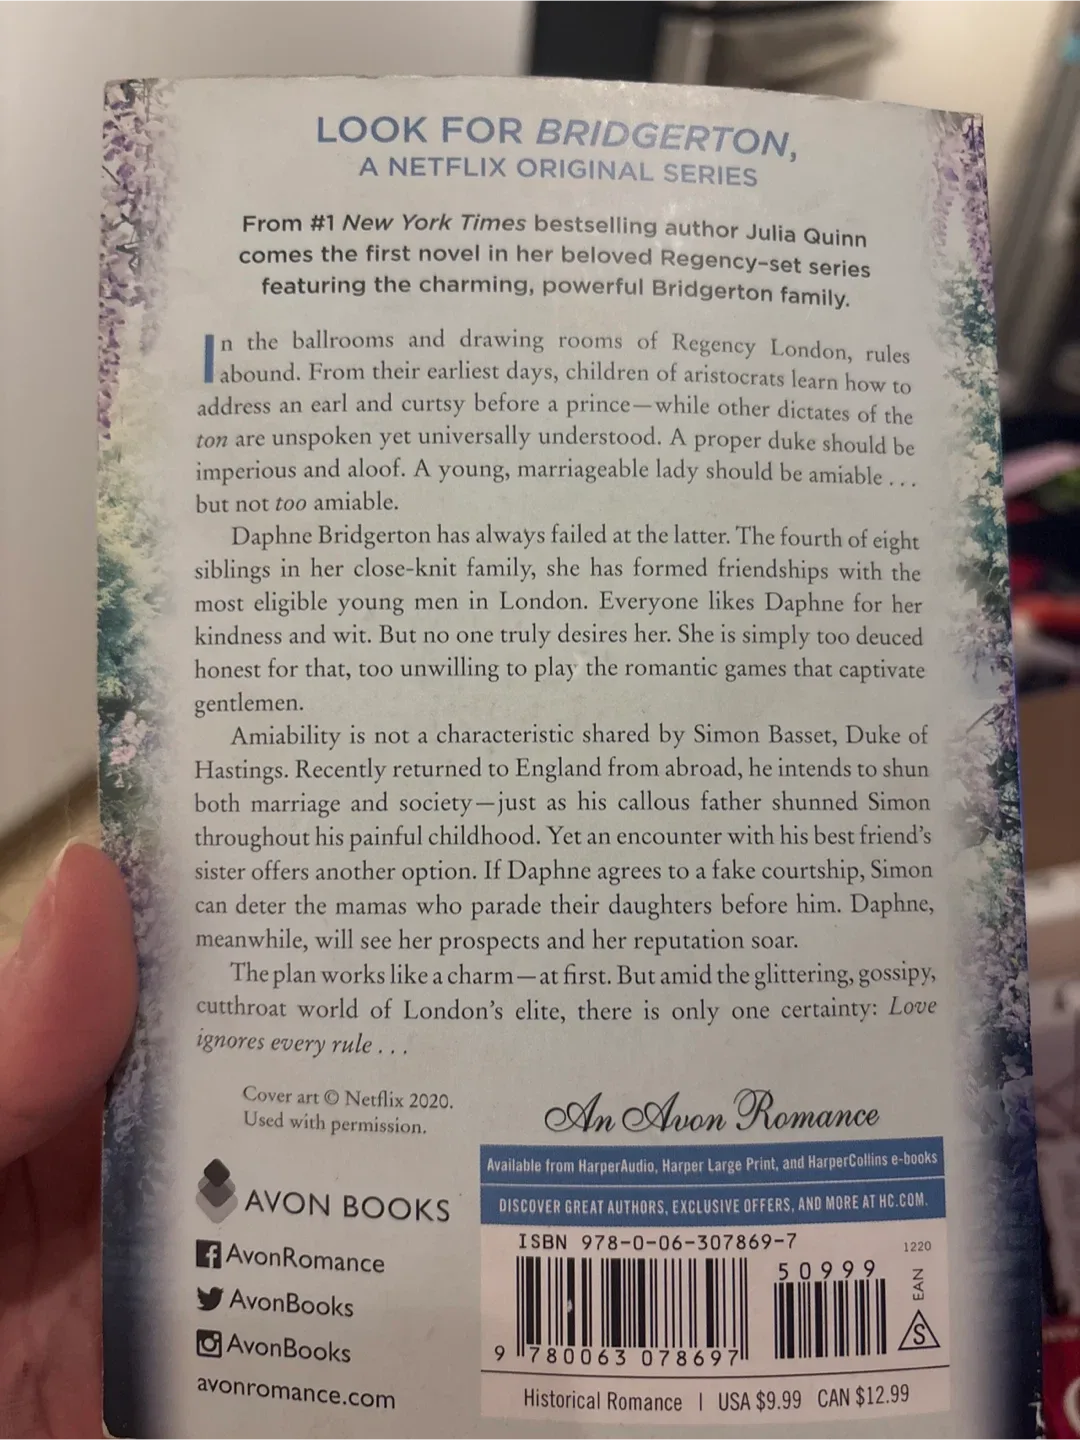 LOOK FOR BRIDGERTON,
A NETFLIX ORIGINAL SERIES
From #1 New York Times bestselling author Julia Quinn
comes the first novel in her beloved Regency-set series
featuring the charming, powerful Bridgerton family.
In the ballrooms and drawing rooms of Regency London, rules
abound. From their earliest days, children of aristocrats learn how to
address an earl and curtsy before a prince—while other dictates of the
ton are unspoken yet universally understood. A proper duke should be
imperious and aloof. A young, marriageable lady should be amiable . . .
but not too amiable.
Daphne Bridgerton has always failed at the latter. The fourth of eight
siblings in her close-knit family, she has formed friendships with the
most eligible young men in London. Everyone likes Daphne for her
kindness and wit. But no one truly desires her. She is simply too deuced
honest for that, too unwilling to play the romantic games that captivate
gentlemen.
Amiability is not a characteristic shared by Simon Basset, Duke of
Hastings. Recently returned to England from abroad, he intends to shun
both marriage and society—just as his callous father shunned Simon
throughout his painful childhood. Yet an encounter with his best friend's
sister offers another option. If Daphne agrees to a fake courtship, Simon
can deter the mamas who parade their daughters before him. Daphne,
meanwhile, will see her prospects and her reputation soar.
The plan works like a charm—at first. But amid the glittering, gossipy,
cutthroat world of London's elite, there is only one certainty: Love
ignores every rule . . .
Cover art © Netflix 2020.
Used with permission.
An Avon Romance
AVON BOOKS
AvonRomance
AvonBooks
AvonBooks
avonromance.com
Available from HarperAudio, Harper Large Print, and HarperCollins e-books
DISCOVER GREAT AUTHORS, EXCLUSIVE OFFERS, AND MORE AT HC.COM.
ISBN 978-0-06-307869-7
1220
50999
EAN
S
9 780063 078697
Historical Romance | USA $9.99 CAN $12.99